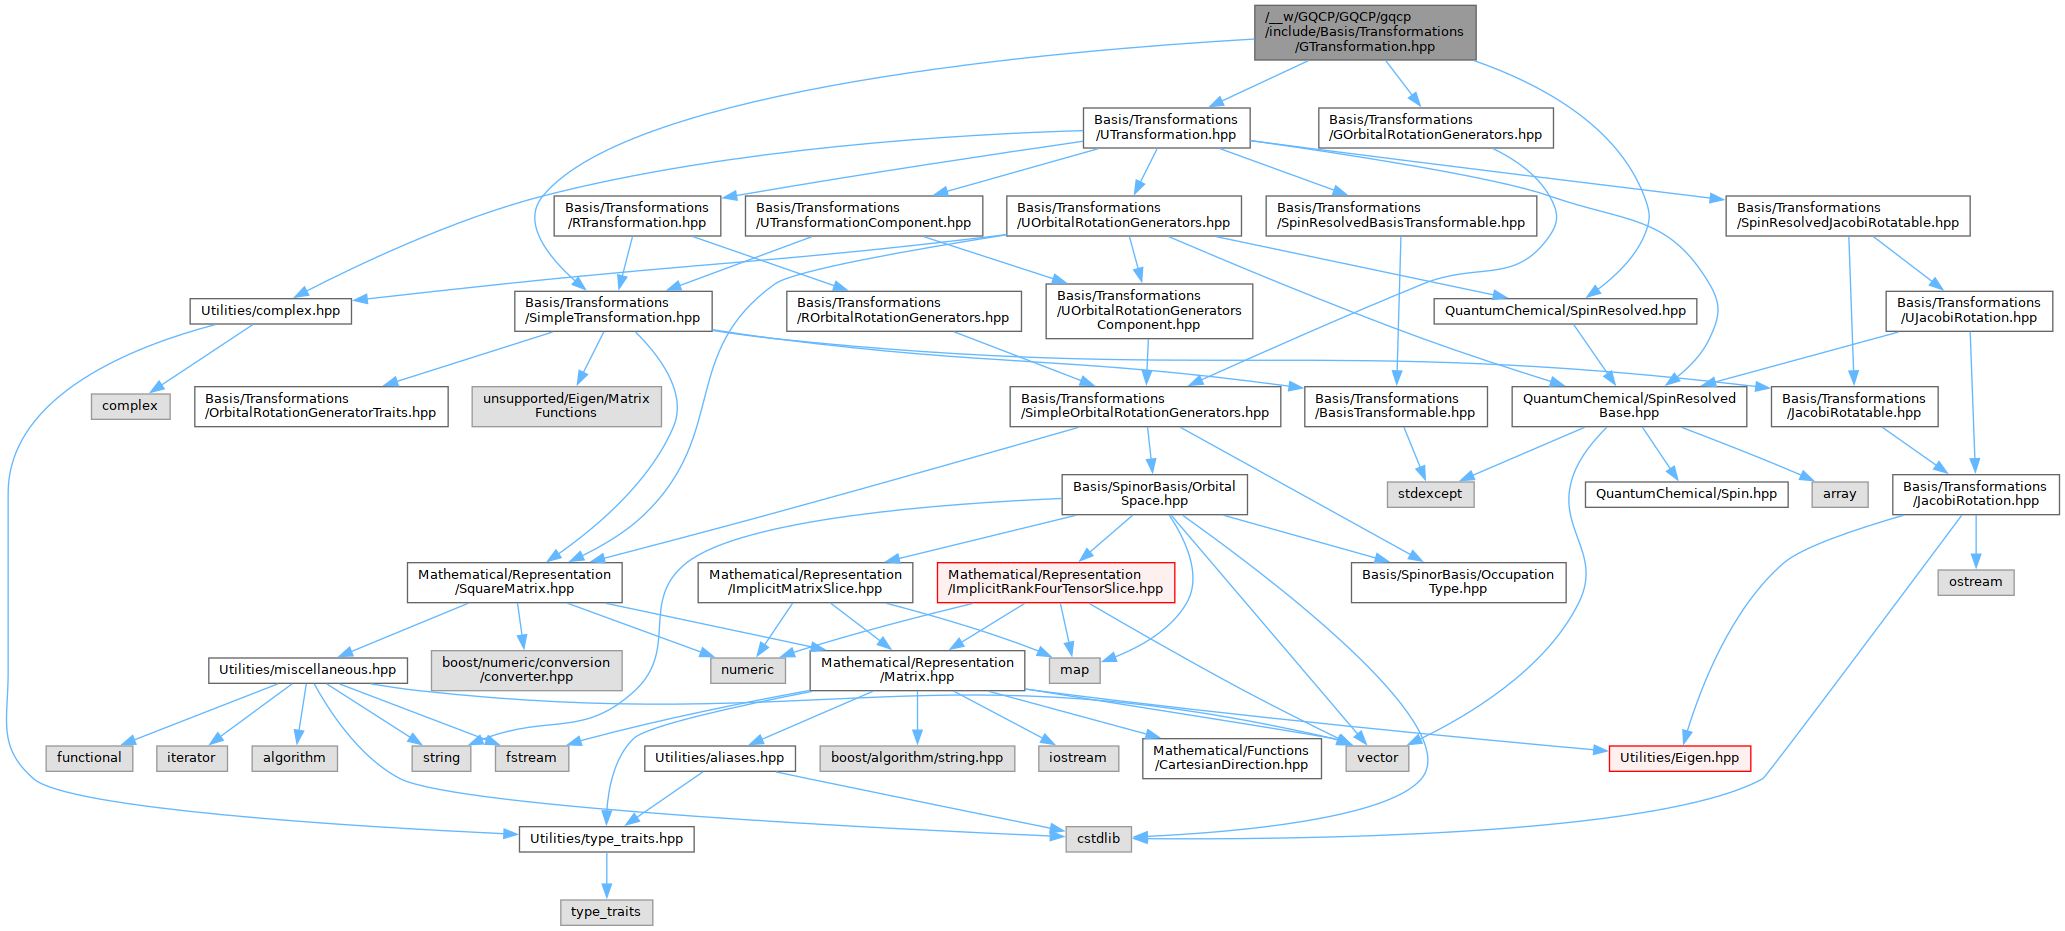 /__w/GQCP/GQCP/gqcp
/include/Basis/Transformations
/GTransformation.hpp
Basis/Transformations
/UTransformation.hpp
Basis/Transformations
/GOrbitalRotationGenerators.hpp
Basis/Transformations
/RTransformation.hpp
Basis/Transformations
/UTransformationComponent.hpp
Basis/Transformations
/UOrbitalRotationGenerators.hpp
Basis/Transformations
/SpinResolvedBasisTransformable.hpp
Basis/Transformations
/SpinResolvedJacobiRotatable.hpp
Utilities/complex.hpp
Basis/Transformations
/SimpleTransformation.hpp
Basis/Transformations
/ROrbitalRotationGenerators.hpp
Basis/Transformations
/UOrbitalRotationGenerators
Component.hpp
QuantumChemical/SpinResolved.hpp
Basis/Transformations
/UJacobiRotation.hpp
complex
Basis/Transformations
/OrbitalRotationGeneratorTraits.hpp
unsupported/Eigen/Matrix
Functions
Basis/Transformations
/SimpleOrbitalRotationGenerators.hpp
Basis/Transformations
/BasisTransformable.hpp
QuantumChemical/SpinResolved
Base.hpp
Basis/Transformations
/JacobiRotatable.hpp
Basis/SpinorBasis/Orbital
Space.hpp
stdexcept
QuantumChemical/Spin.hpp
array
Basis/Transformations
/JacobiRotation.hpp
Mathematical/Representation
/SquareMatrix.hpp
Mathematical/Representation
/ImplicitMatrixSlice.hpp
Mathematical/Representation
/ImplicitRankFourTensorSlice.hpp
Basis/SpinorBasis/Occupation
Type.hpp
ostream
Utilities/miscellaneous.hpp
boost/numeric/conversion
/converter.hpp
numeric
Mathematical/Representation
/Matrix.hpp
map
functional
iterator
algorithm
string
fstream
Utilities/aliases.hpp
boost/algorithm/string.hpp
iostream
Mathematical/Functions
/CartesianDirection.hpp
vector
Utilities/Eigen.hpp
Utilities/type_traits.hpp
cstdlib
type_traits